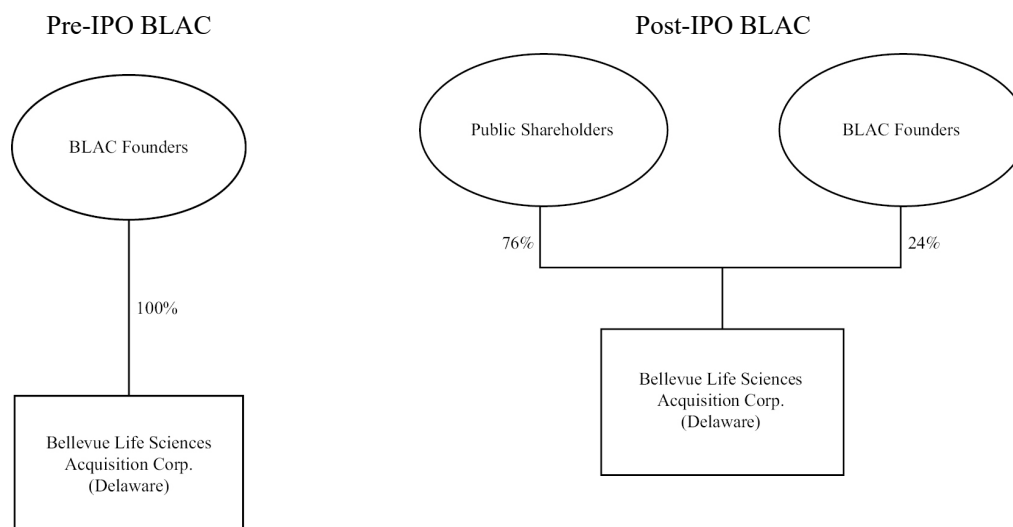 Pre-IPO BLAC
BLAC Founders
100%
Bellevue Life Sciences
Acquisition Corp.
(Delaware)
Post-IPO BLAC
Public Shareholders
BLAC Founders
76%
24%
Bellevue Life Sciences
Acquisition Corp.
(Delaware)